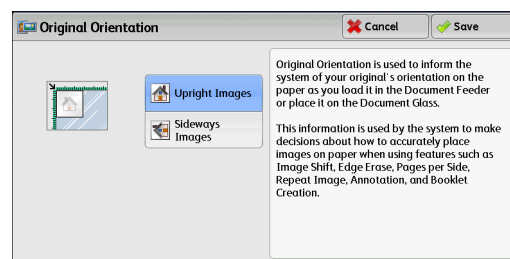 Original Orientation
Cancel
Save
Upright Images
Sideways
Images
Original Orientation is used to inform the
system of your original's orientation on the
paper as you load it in the Document Feeder
or place it on the Document Glass.
This information is used by the system to make
decisions about how to accurately place
images on paper when using features such as
Image Shift, Edge Erase, Pages per Side,
Repeat Image, Annotation, and Booklet
Creation.